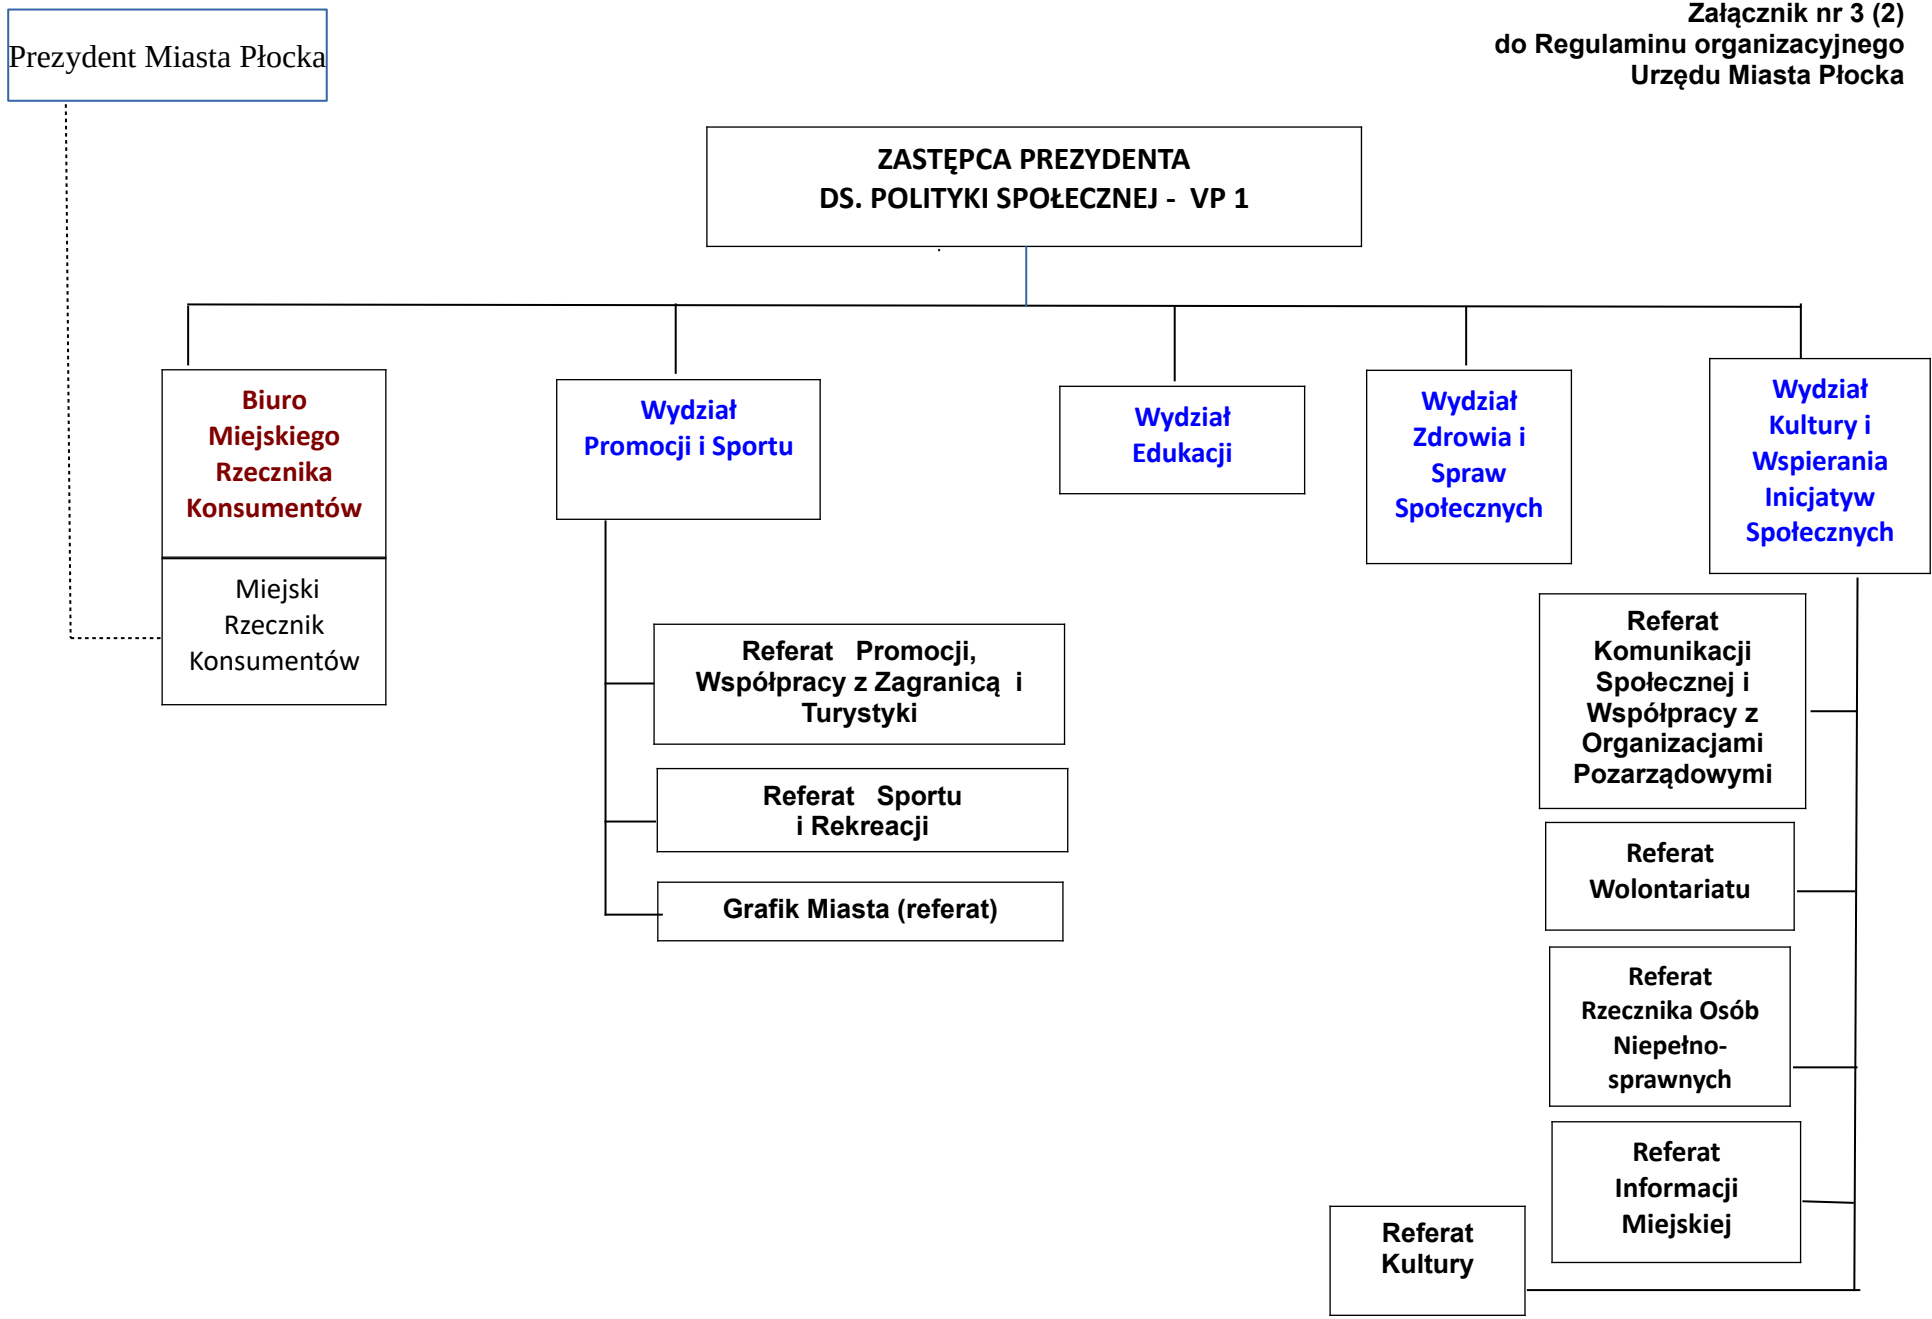 Załącznik nr 3 (2)
do Regulaminu organizacyjnego
Urzędu Miasta Płocka
Prezydent Miasta Płocka
ZASTĘPCA PREZYDENTA
DS. POLITYKI SPOŁECZNEJ - VP 1
Biuro
Miejskiego
Rzecznika
Konsumentów
Miejski
Rzecznik
Konsumentów
Wydział
Promocji i Sportu
Referat Promocji,
Współpracy z Zagranicą i
Turystyki
Referat Sportu
i Rekreacji
Grafik Miasta (referat)
Wydział
Edukacji
Wydział
Zdrowia i
Spraw
Społecznych
Wydział
Kultury i
Wspierania
Inicjatyw
Społecznych
Referat
Komunikacji
Społecznej i
Współpracy z
Organizacjami
Pozarządowymi
Referat
Wolontariatu
Referat
Rzecznika Osób
Niepełno-
sprawnych
Referat
Informacji
Miejskiej
Referat
Kultury